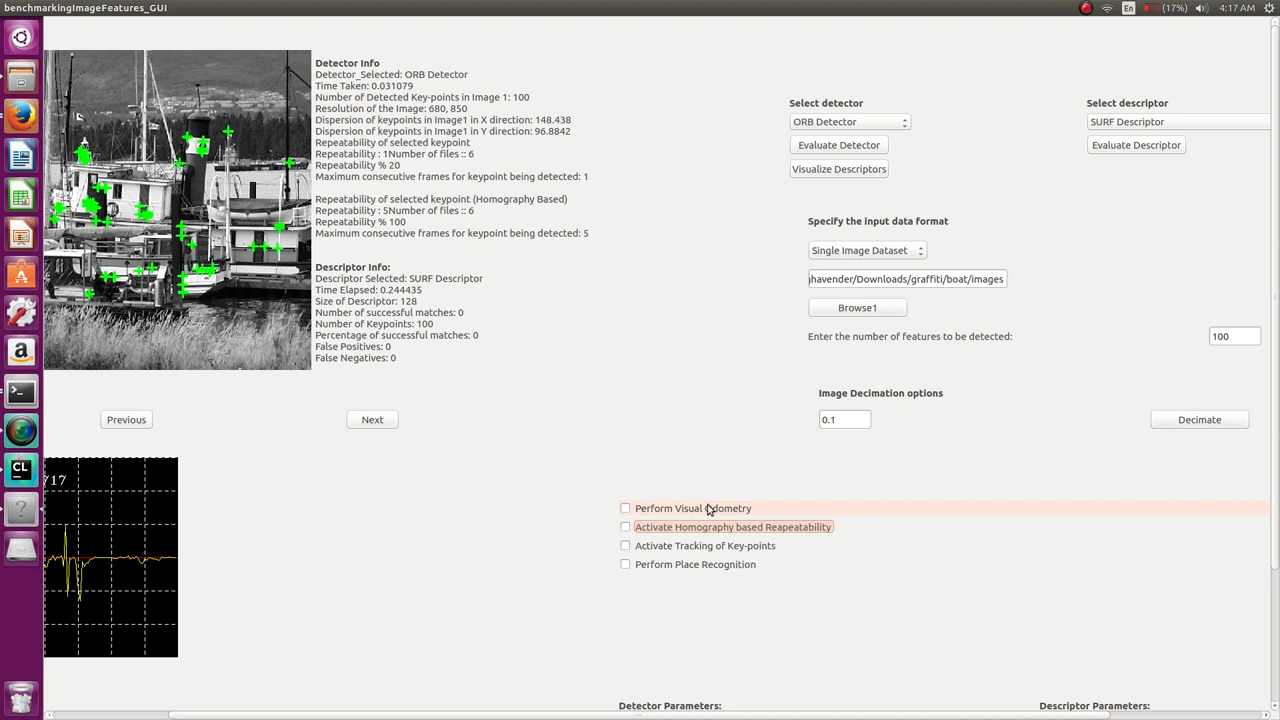 benchmarkingImageFeatures_GUI
En
(17%)
4:17 AM
Detector Info
Detector_Selected: ORB Detector
Time Taken: 0.031079
Number of Detected Key-points in Image 1: 100
Resolution of the Image: 680, 850
Dispersion of keypoints in Image1 in X direction: 148.438
Dispersion of keypoints in Image1 in Y direction: 96.8842
Repeatability of selected keypoint
Repeatability : 1Number of files :: 6
Repeatability % 20
Maximum consecutive frames for keypoint being detected: 1
Repeatability of selected keypoint (Homography Based)
Repeatability : 5Number of files :: 6
Repeatability % 100
Maximum consecutive frames for keypoint being detected: 5
Descriptor Info:
Descriptor Selected: SURF Descriptor
Time Elapsed: 0.244435
Size of Descriptor: 128
Number of successful matches: 0
Number of Keypoints: 100
Percentage of successful matches: 0
False Positives: 0
False Negatives: 0
Select detector
ORB Detector
Evaluate Detector
Visualize Descriptors
Select descriptor
SURF Descriptor
Evaluate Descriptor
Specify the input data format
Single Image Dataset
ghavender/Downloads/graffiti/boat/images
Browse1
Enter the number of features to be detected:
100
Image Decimation options
0.1
Decimate
Previous
Next
717
Perform Visual Odometry
Activate Homography based Reapeatability
Activate Tracking of Key-points
Perform Place Recognition
Detector Parameters:
Descriptor Parameters:
CL